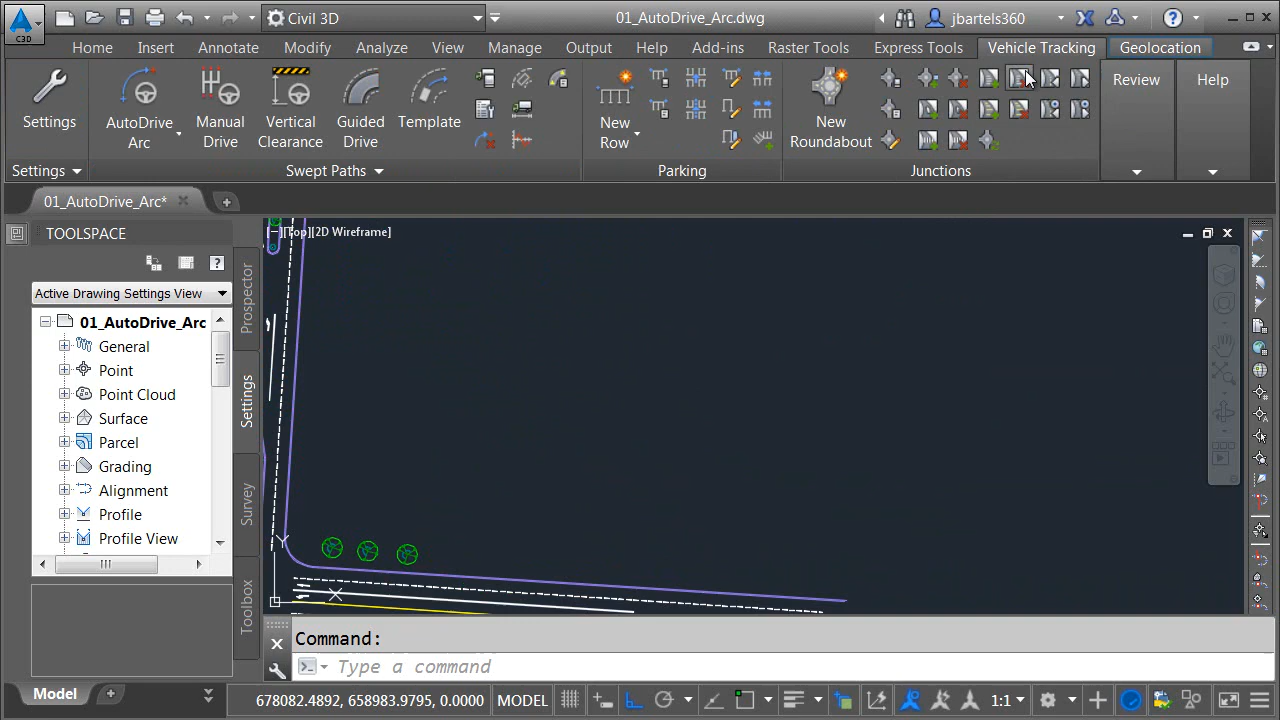 C3D
Civil 3D
01_AutoDrive_Arc.dwg
jbartels360
Home Insert Annotate Modify Analyze View Manage Output Help Add-ins Raster Tools Express Tools Vehicle Tracking Geolocation
Settings
AutoDrive
Arc
Manual
Drive
Vertical
Clearance
Guided
Drive
Template
New
Row
New
Roundabout
Review
Help
Settings Swept Paths Parking Junctions
01_AutoDrive_Arc*
TOOLSPACE
[–][Top][2D Wireframe]
Active Drawing Settings View
01_AutoDrive_Arc
General
Point
Point Cloud
Surface
Parcel
Grading
Alignment
Profile
Profile View
Prospector
Settings
Survey
Toolbox
Y
X
Command:
Type a command
Model
678082.4892, 658983.9795, 0.0000 MODEL 1:1